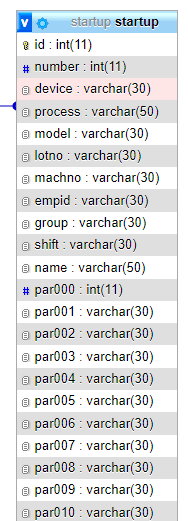 v startup startup
id : int(11)
# number : int(11)
device : varchar(30)
process : varchar(50)
model : varchar(30)
lotno : varchar(30)
machno : varchar(30)
empid : varchar(30)
group : varchar(30)
shift : varchar(30)
name : varchar(50)
# par000 : int(11)
par001 : varchar(30)
par002 : varchar(30)
par003 : varchar(30)
par004 : varchar(30)
par005 : varchar(30)
par006 : varchar(30)
par007 : varchar(30)
par008 : varchar(30)
par009 : varchar(30)
par010 : varchar(30)